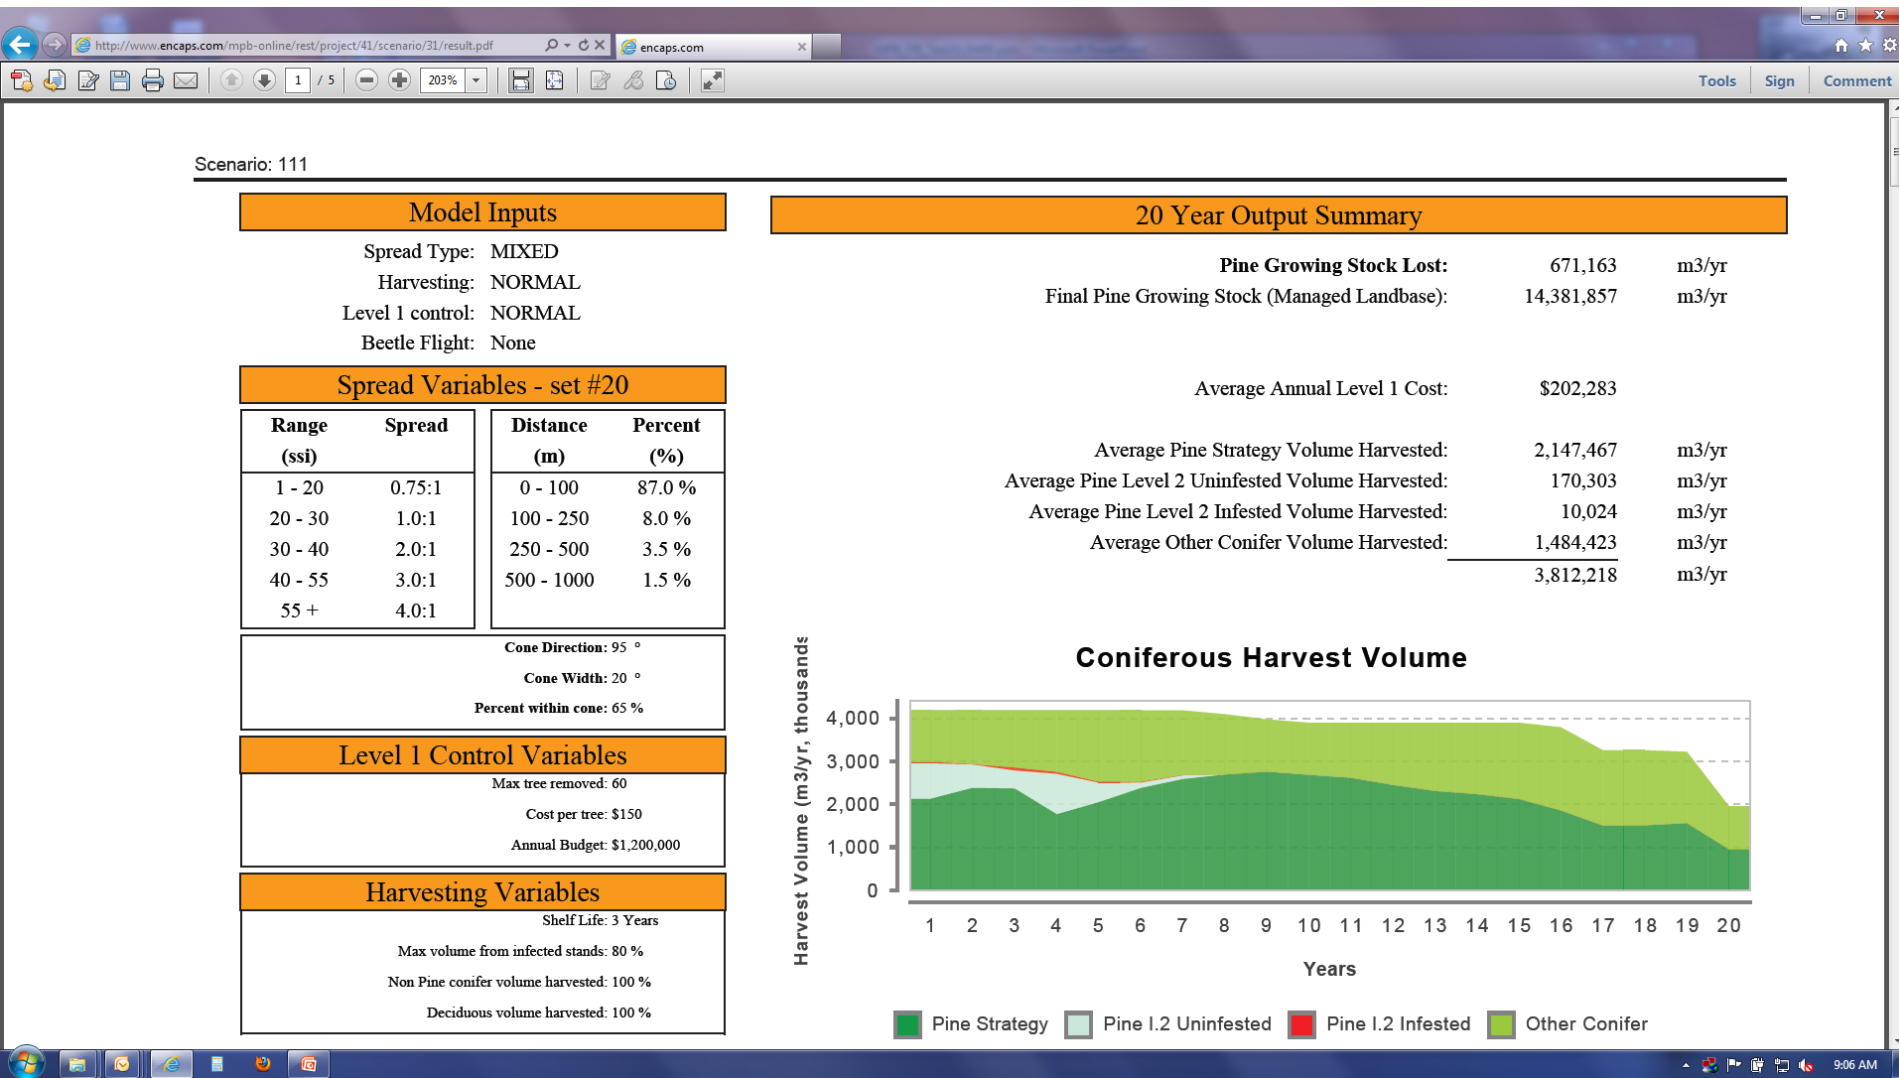 http://www.encaps.com/mpb-online/rest/project/41/scenario/31/result.pdf
encaps.com
1 / 5
203%
Tools Sign Comment
Scenario: 111
Model Inputs
Spread Type: MIXED
Harvesting: NORMAL
Level 1 control: NORMAL
Beetle Flight: None
Spread Variables - set #20
Range Spread Distance Percent
(ssi) (m) (%)
1 - 20 0.75:1 0 - 100 87.0 %
20 - 30 1.0:1 100 - 250 8.0 %
30 - 40 2.0:1 250 - 500 3.5 %
40 - 55 3.0:1 500 - 1000 1.5 %
55 + 4.0:1
Cone Direction: 95 °
Cone Width: 20 °
Percent within cone: 65 %
Level 1 Control Variables
Max tree removed: 60
Cost per tree: $150
Annual Budget: $1,200,000
Harvesting Variables
Shelf Life: 3 Years
Max volume from infected stands: 80 %
Non Pine conifer volume harvested: 100 %
Deciduous volume harvested: 100 %
20 Year Output Summary
Pine Growing Stock Lost: 671,163 m3/yr
Final Pine Growing Stock (Managed Landbase): 14,381,857 m3/yr
Average Annual Level 1 Cost: $202,283
Average Pine Strategy Volume Harvested: 2,147,467 m3/yr
Average Pine Level 2 Uninfested Volume Harvested: 170,303 m3/yr
Average Pine Level 2 Infested Volume Harvested: 10,024 m3/yr
Average Other Conifer Volume Harvested: 1,484,423 m3/yr
3,812,218 m3/yr
Coniferous Harvest Volume
Harvest Volume (m3/yr, thousands
4,000
3,000
2,000
1,000
0
1 2 3 4 5 6 7 8 9 10 11 12 13 14 15 16 17 18 19 20
Years
Pine Strategy Pine I.2 Uninfested Pine I.2 Infested Other Conifer
9:06 AM